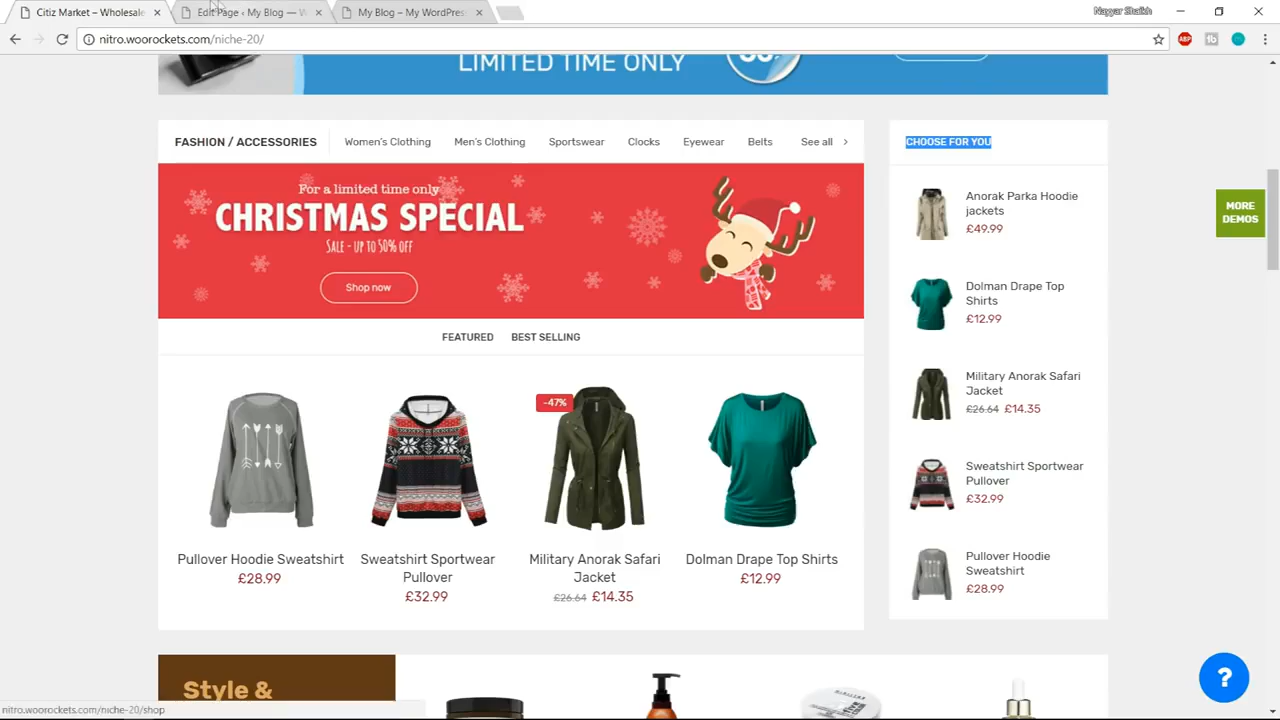 Citiz Market – Wholesale
Edit Page ‹ My Blog — W
My Blog – My WordPres
Nayyar Shaikh
nitro.woorockets.com/niche-20/
LIMITED TIME ONLY
FASHION / ACCESSORIES
Women's Clothing
Men's Clothing
Sportswear
Clocks
Eyewear
Belts
See all
CHOOSE FOR YOU
For a limited time only
CHRISTMAS SPECIAL
SALE - UP TO 50% OFF
Shop now
Anorak Parka Hoodie
jackets
£49.99
MORE
DEMOS
Dolman Drape Top
Shirts
£12.99
FEATURED
BEST SELLING
Military Anorak Safari
Jacket
£26.64 £14.35
-47%
Sweatshirt Sportwear
Pullover
£32.99
Pullover Hoodie
Sweatshirt
£28.99
Pullover Hoodie Sweatshirt
£28.99
Sweatshirt Sportwear
Pullover
£32.99
Military Anorak Safari
Jacket
£26.64 £14.35
Dolman Drape Top Shirts
£12.99
Style &
?
nitro.woorockets.com/niche-20/shop